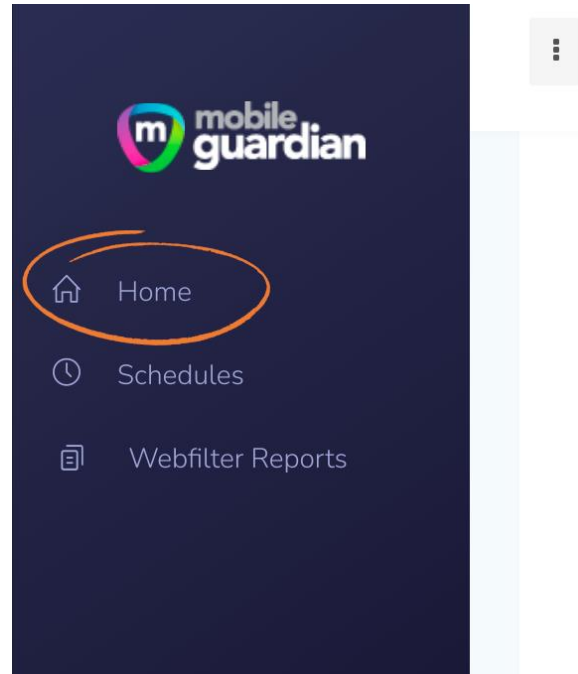 m
mobile
guardian
Home
Schedules
Webfilter Reports